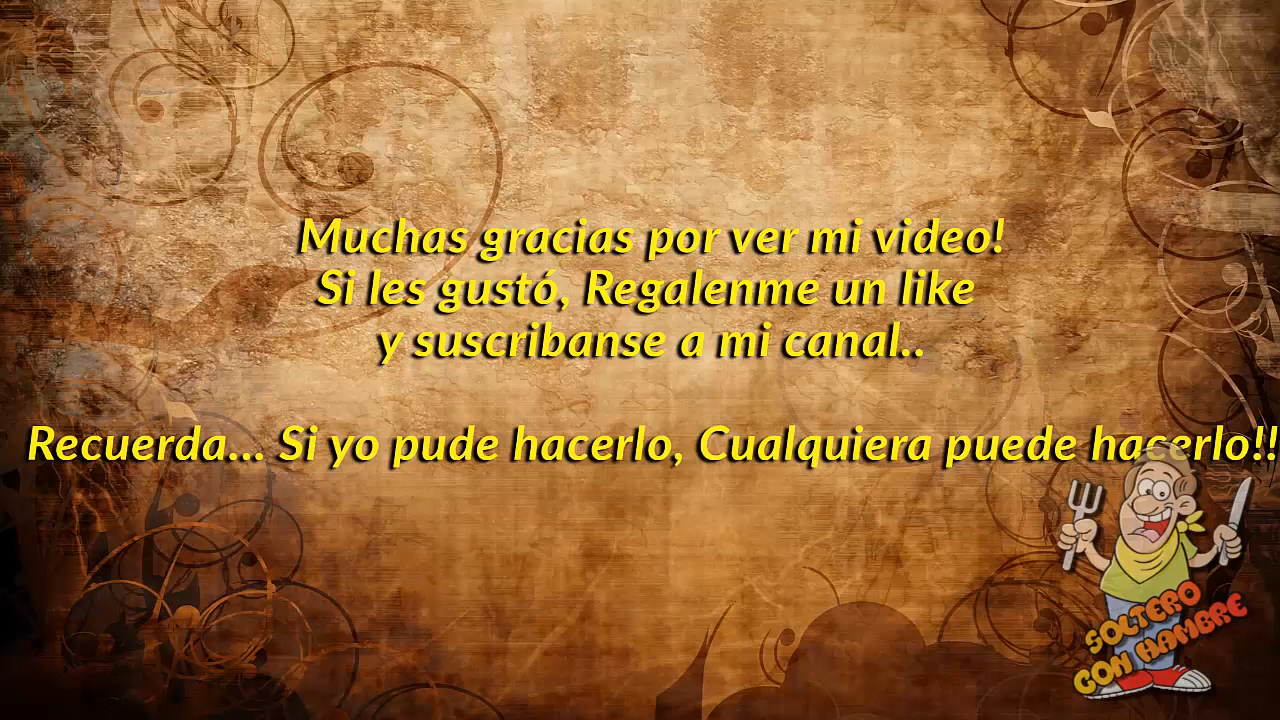 Muchas gracias por ver mi video!
Si les gustó, Regalenme un like
y suscribanse a mi canal..
Recuerda... Si yo pude hacerlo, Cualquiera puede hacerlo!!
SOLTERO
CON HAMBRE